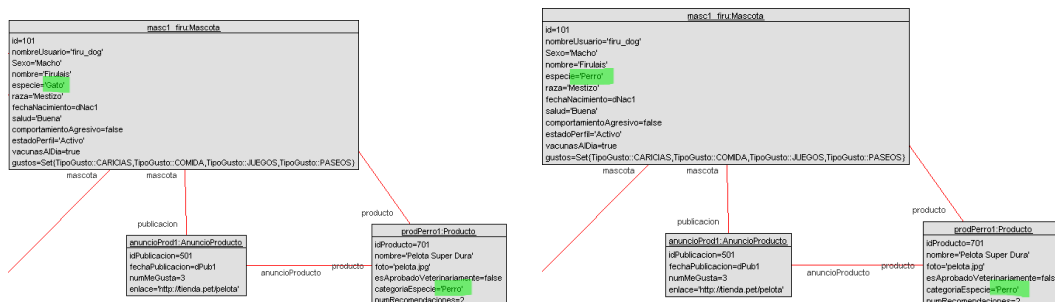 masc1_firu:Mascota
id=101
nombreUsuario='firu_dog'
Sexo='Macho'
nombre='Firulais'
especie='Gato'
raza='Mestizo'
fechaNacimiento=dNac1
salud='Buena'
comportamientoAgresivo=false
estadoPerfil='Activo'
vacunasAlDia=true
gustos=Set{TipoGusto::CARICIAS,TipoGusto::COMIDA,TipoGusto::JUEGOS,TipoGusto::PASEOS}
mascota mascota
producto
publicacion
anuncioProd1:AnuncioProducto
idPublicacion=501
fechaPublicacion=dPub1
numMeGusta=3
enlace='http://tienda.pet/pelota'
anuncioProducto
producto
prodPerro1:Producto
idProducto=701
nombre='Pelota Super Dura'
foto='pelota.jpg'
esAprobadoVeterinariamente=false
categoriaEspecie='Perro'
numRecomendaciones=2
masc1_firu:Mascota
id=101
nombreUsuario='firu_dog'
Sexo='Macho'
nombre='Firulais'
especie='Perro'
raza='Mestizo'
fechaNacimiento=dNac1
salud='Buena'
comportamientoAgresivo=false
estadoPerfil='Activo'
vacunasAlDia=true
gustos=Set{TipoGusto::CARICIAS,TipoGusto::COMIDA,TipoGusto::JUEGOS,TipoGusto::PASEOS}
mascota mascota
producto
publicacion
anuncioProd1:AnuncioProducto
idPublicacion=501
fechaPublicacion=dPub1
numMeGusta=3
enlace='http://tienda.pet/pelota'
anuncioProducto
producto
prodPerro1:Producto
idProducto=701
nombre='Pelota Super Dura'
foto='pelota.jpg'
esAprobadoVeterinariamente=fals
categoriaEspecie='Perro'
numRecomendaciones=2